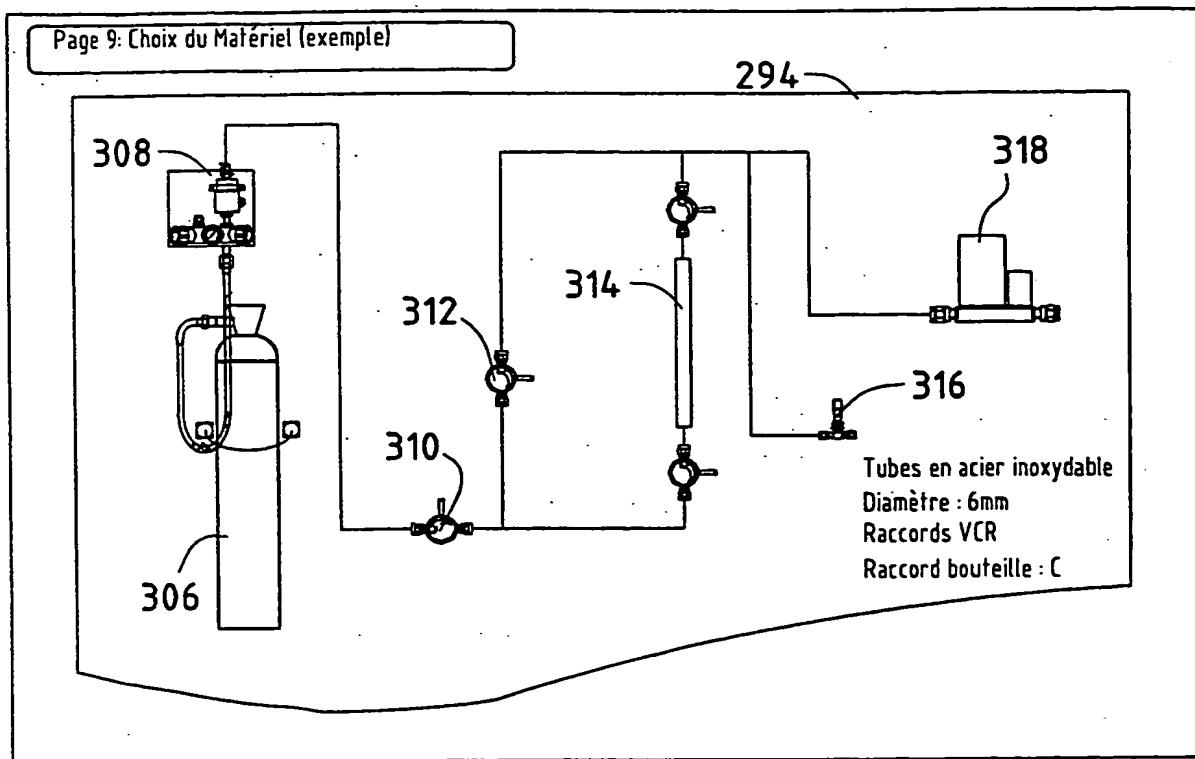 Page 9: Choix du Matériel (exemple)
294
308
318
314
312
316
310
306
Tubes en acier inoxydable
Diamètre : 6mm
Raccords VCR
Raccord bouteille : C